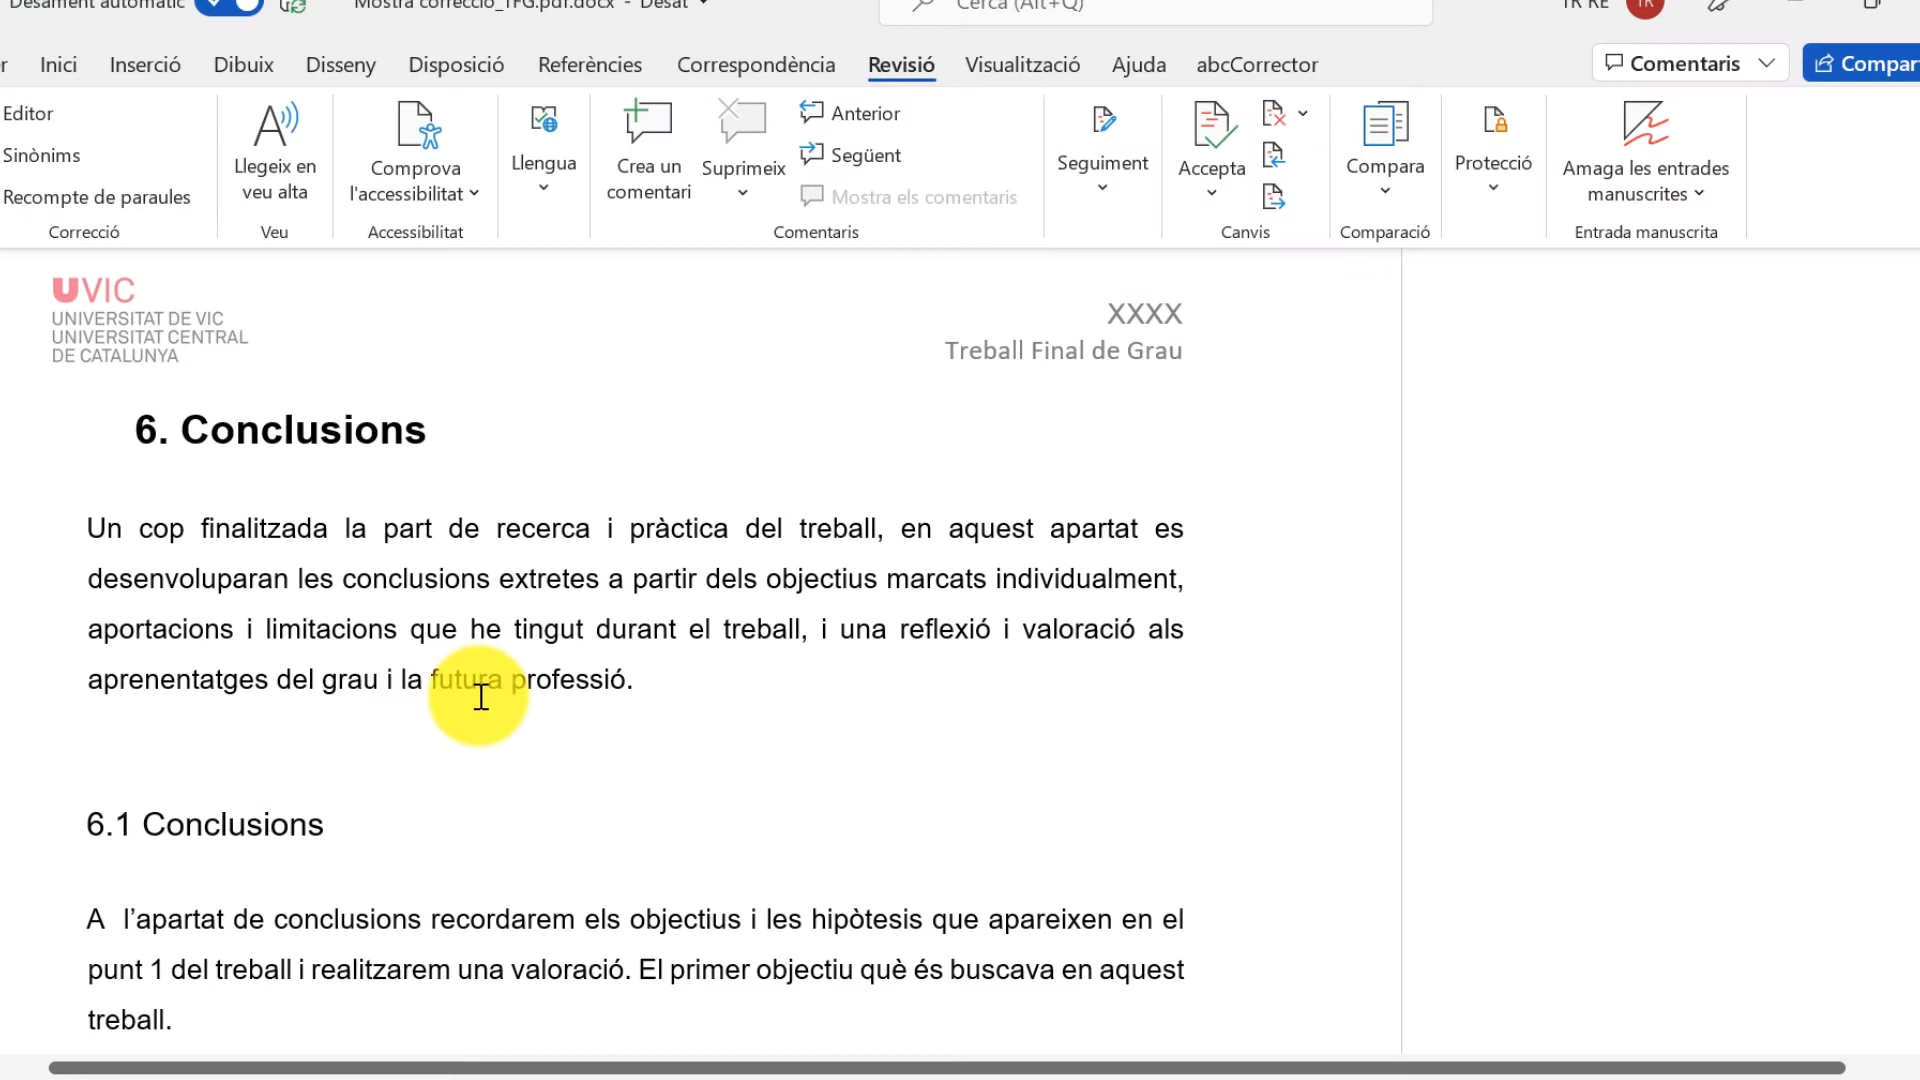 Desament automàtic
Mostra correcció_TFG.pdf.docx - Desat
Cerca (Alt+Q)
TR RE
TR
Inici Inserció Dibuix Disseny Disposició Referències Correspondència Revisió Visualització Ajuda abcCorrector
Comentaris
Compar
Editor
Sinònims
Recompte de paraules
Correcció
Llegeix en
veu alta
Veu
Comprova
l'accessibilitat
Accessibilitat
Llengua
Crea un
comentari
Suprimeix
Anterior
Següent
Mostra els comentaris
Comentaris
Seguiment
Accepta
Canvis
Compara
Comparació
Protecció
Amaga les entrades
manuscrites
Entrada manuscrita
UVIC
UNIVERSITAT DE VIC
UNIVERSITAT CENTRAL
DE CATALUNYA
XXXX
Treball Final de Grau
6. Conclusions
Un cop finalitzada la part de recerca i pràctica del treball, en aquest apartat es
desenvoluparan les conclusions extretes a partir dels objectius marcats individualment,
aportacions i limitacions que he tingut durant el treball, i una reflexió i valoració als
aprenentatges del grau i la futura professió.
6.1 Conclusions
A l’apartat de conclusions recordarem els objectius i les hipòtesis que apareixen en el
punt 1 del treball i realitzarem una valoració. El primer objectiu què és buscava en aquest
treball.